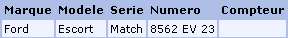 Marque Modele Serie Numero Compteur
Ford Escort Match 8562 EV 23